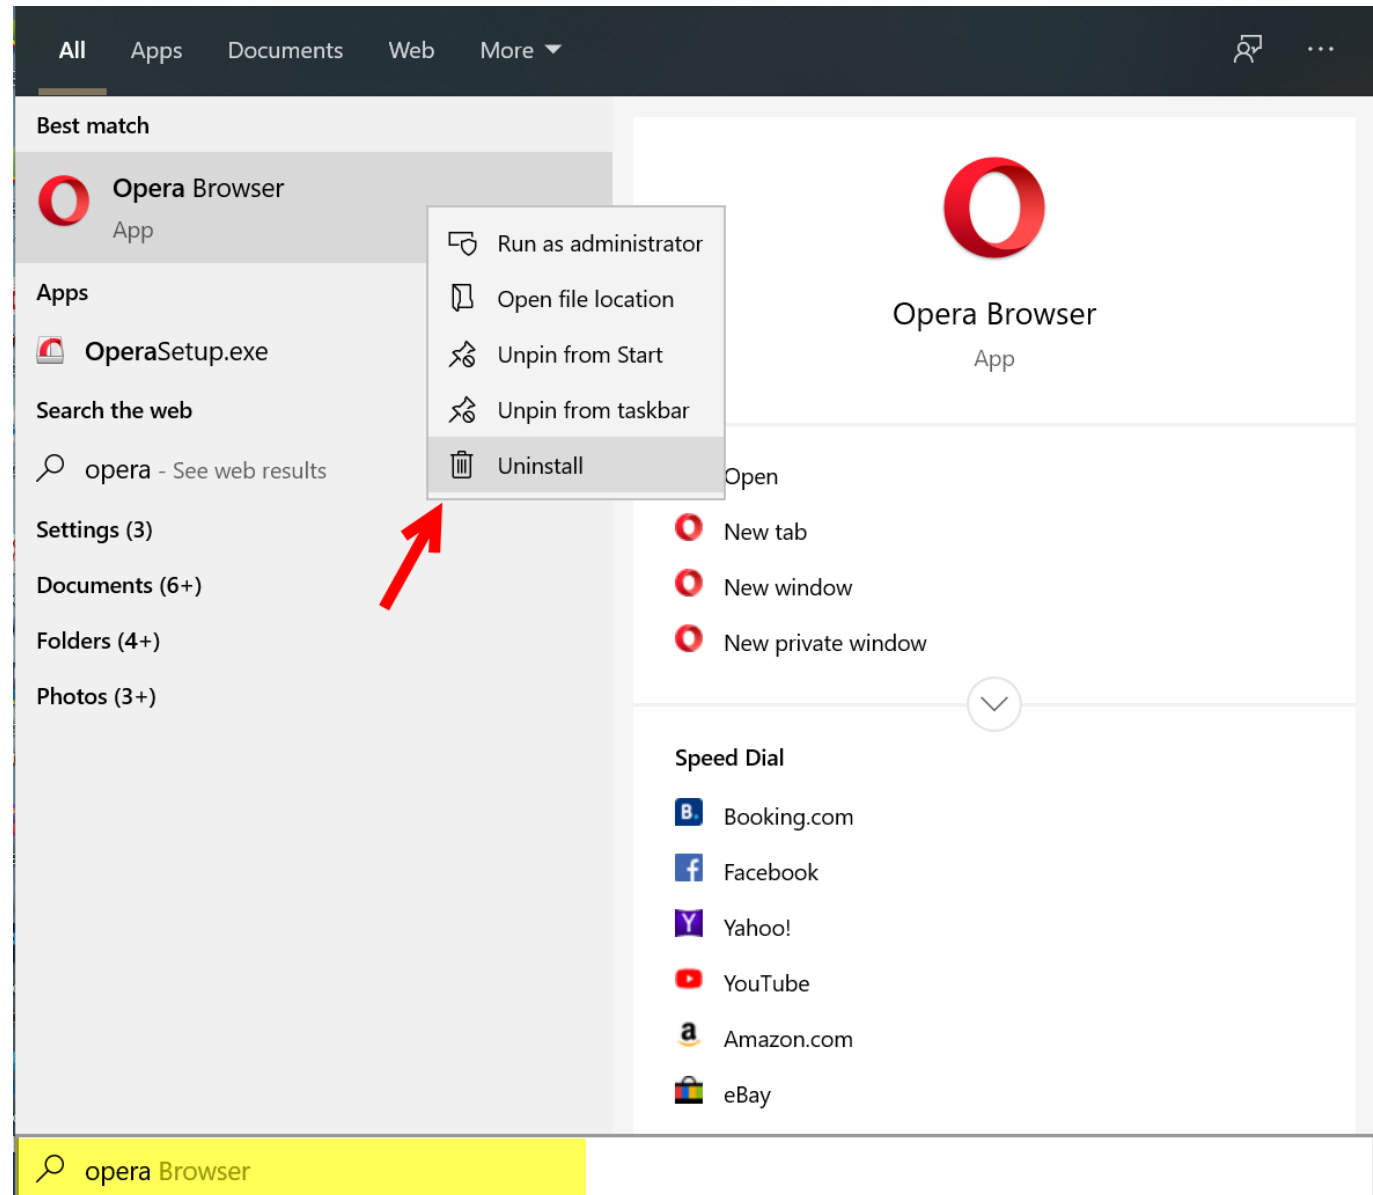 All Apps Documents Web More
Best match
Opera Browser
App
Apps
OperaSetup.exe
Search the web
opera - See web results
Settings (3)
Documents (6+)
Folders (4+)
Photos (3+)
Run as administrator
Open file location
Unpin from Start
Unpin from taskbar
Uninstall
Opera Browser
App
Open
New tab
New window
New private window
Speed Dial
B. Booking.com
f Facebook
Y Yahoo!
YouTube
a Amazon.com
eBay
opera Browser